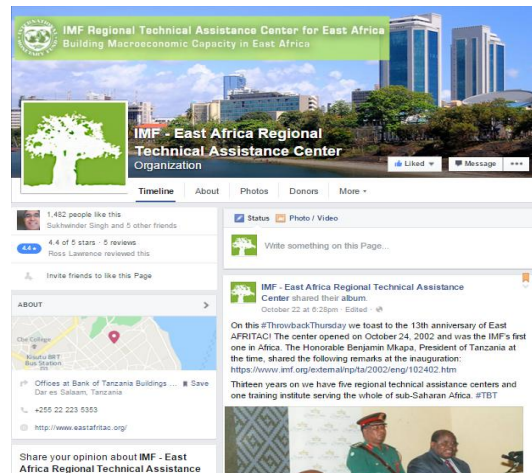 IMF Regional Technical Assistance Center for East Africa
Building Macroeconomic Capacity in East Africa
IMF - East Africa Regional
Technical Assistance Center
Organization
Liked
Message
Timeline
About
Photos
Donors
More
1,482 people like this
Sukhwinder Singh and 5 other friends
4.4
4.4 of 5 stars · 5 reviews
Ross Lawrence reviewed this
Invite friends to like this Page
ABOUT
Cbe College
Kisutu BRT
Bus Station
Offices at Bank of Tanzania Buildings ...
Save
Dar es Salaam, Tanzania
+255 22 223 5353
http://www.eastafritac.org/
Share your opinion about IMF - East
Africa Regional Technical Assistance
Status
Photo / Video
Write something on this Page...
IMF - East Africa Regional Technical Assistance
Center shared their album.
October 22 at 6:28pm · Edited ·
On this #ThrowbackThursday we toast to the 13th anniversary of East
AFRITAC! The center opened on October 24, 2002 and was the IMF's first
one in Africa. The Honorable Benjamin Mkapa, President of Tanzania at
the time, shared the following remarks at the inauguration:
https://www.imf.org/external/np/ta/2002/eng/102402.htm
Thirteen years on we have five regional technical assistance centers and
one training institute serving the whole of sub-Saharan Africa. #TBT